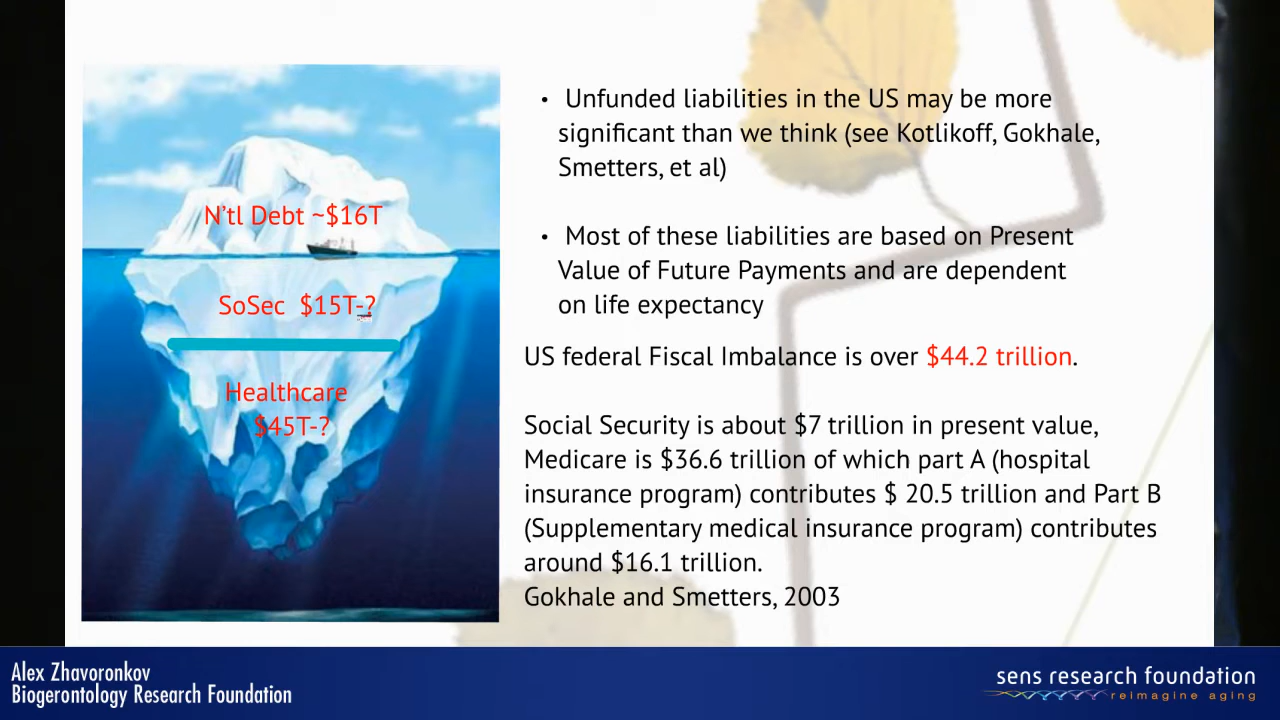 N'tl Debt ~$16T
SoSec $15T-?
Healthcare
$45T-?
• Unfunded liabilities in the US may be more
significant than we think (see Kotlikoff, Gokhale,
Smetters, et al)
• Most of these liabilities are based on Present
Value of Future Payments and are dependent
on life expectancy
US federal Fiscal Imbalance is over $44.2 trillion.
Social Security is about $7 trillion in present value,
Medicare is $36.6 trillion of which part A (hospital
insurance program) contributes $ 20.5 trillion and Part B
(Supplementary medical insurance program) contributes
around $16.1 trillion.
Gokhale and Smetters, 2003
Alex Zhavoronkov
Biogerontology Research Foundation
sens research foundation
reimagine aging